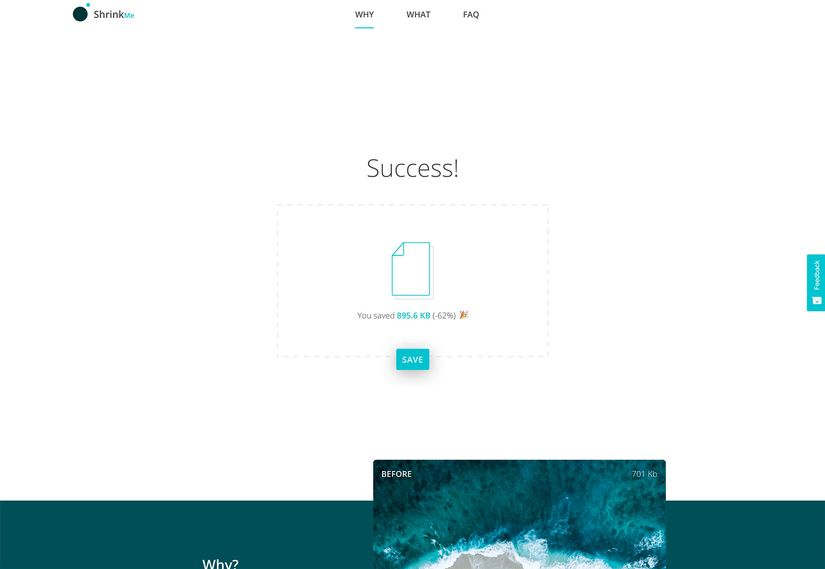 ShrinkMe
WHY
WHAT
FAQ
Success!
You saved 895.6 KB (-62%) 🎉
SAVE
Feedback
BEFORE
701 Kb
Why?